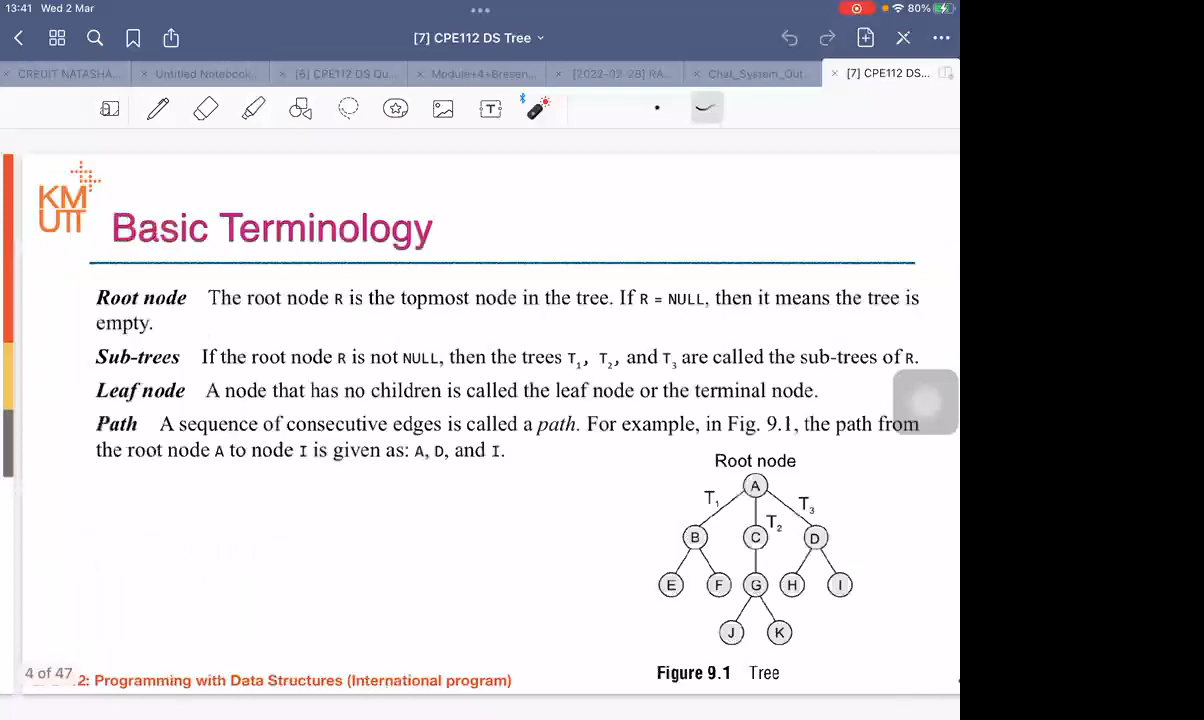 13:41 Wed 2 Mar
80%
[7] CPE112 DS Tree
CREDIT NATASHA...
Untitled Notebook
[6] CPE112 DS Qu...
Module+4+Bresen...
[2022-02-28] RA...
Chat_System_Out...
[7] CPE112 DS...
T
KM
UTT
Basic Terminology
Root node The root node R is the topmost node in the tree. If R = NULL, then it means the tree is
empty.
Sub-trees If the root node R is not NULL, then the trees T1, T2, and T3 are called the sub-trees of R.
Leaf node A node that has no children is called the leaf node or the terminal node.
Path A sequence of consecutive edges is called a path. For example, in Fig. 9.1, the path from
the root node A to node I is given as: A, D, and I.
Root node
A
T1
T2
T3
B C D
E F G H I
J K
Figure 9.1 Tree
4 of 47
2: Programming with Data Structures (International program)